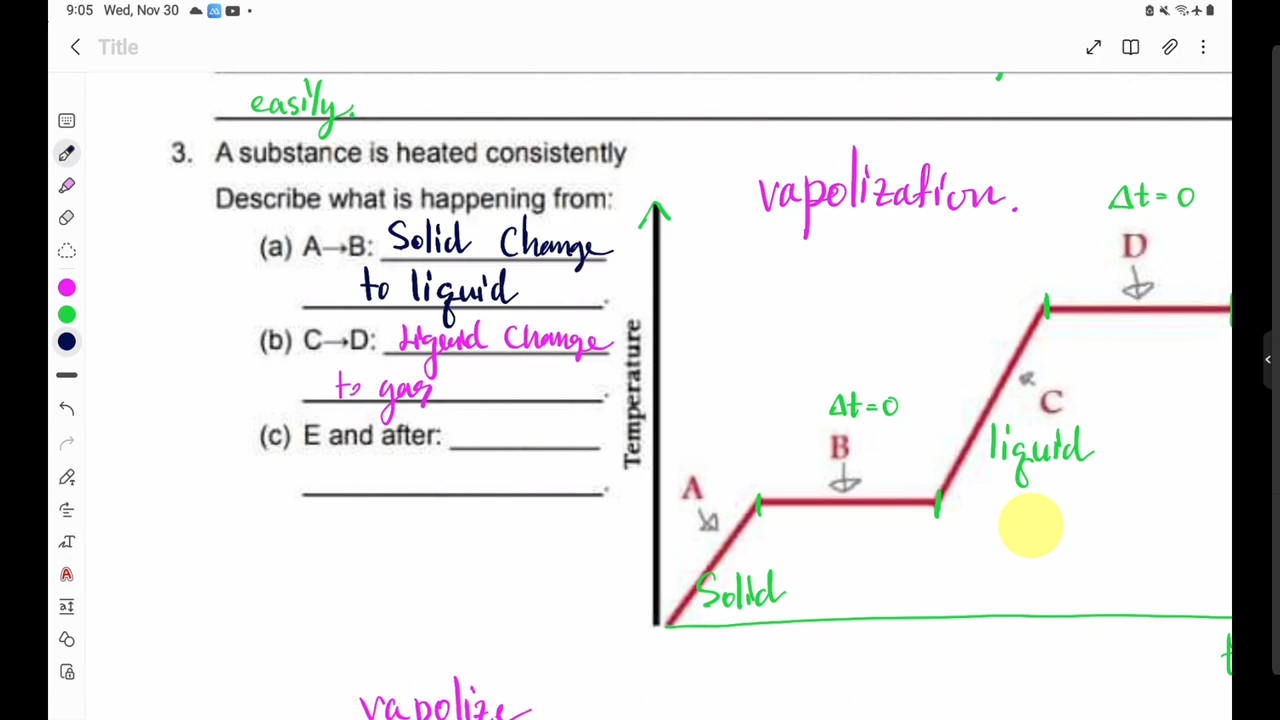 9:05 Wed, Nov 30
Title
easily.
3. A substance is heated consistently
Describe what is happening from:
(a) A→B: Solid Change
to liquid.
(b) C→D: Liquid Change
to gas.
(c) E and after:
.
vapolization.
Δt=0
D
Temperature
C
Δt=0
B
liquid
A
Solid
t
vapolize